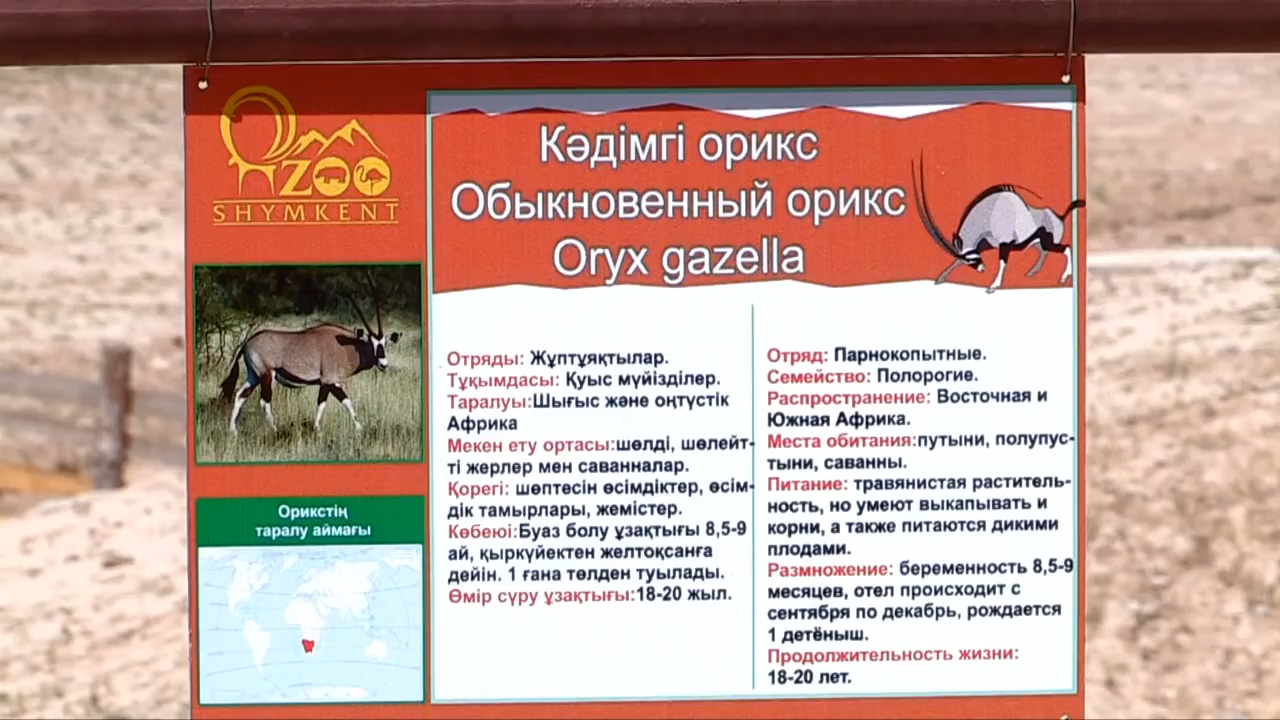 ZOO
SHYMKENT
Кәдімгі орикс
Обыкновенный орикс
Oryx gazella
Орикстің
таралу аймағы
Отряды: Жұптұяқтылар.
Тұқымдасы: Қуыс мүйізділер.
Таралуы:Шығыс және оңтүстік
Африка
Мекен ету ортасы:шөлді, шөлейт-
ті жерлер мен саванналар.
Қорегі: шөптесін өсімдіктер, өсім-
дік тамырлары, жемістер.
Көбеюі:Буаз болу ұзақтығы 8,5-9
ай, қыркүйектен желтоқсанға
дейін. 1 ғана төлден туылады.
Өмір сүру ұзақтығы:18-20 жыл.
Отряд: Парнокопытные.
Семейство: Полорогие.
Распространение: Восточная и
Южная Африка.
Места обитания:путыни, полупус-
тыни, саванны.
Питание: травянистая раститель-
ность, но умеют выкапывать и
корни, а также питаются дикими
плодами.
Размножение: беременность 8,5-9
месяцев, отел происходит с
сентября по декабрь, рождается
1 детёныш.
Продолжительность жизни:
18-20 лет.